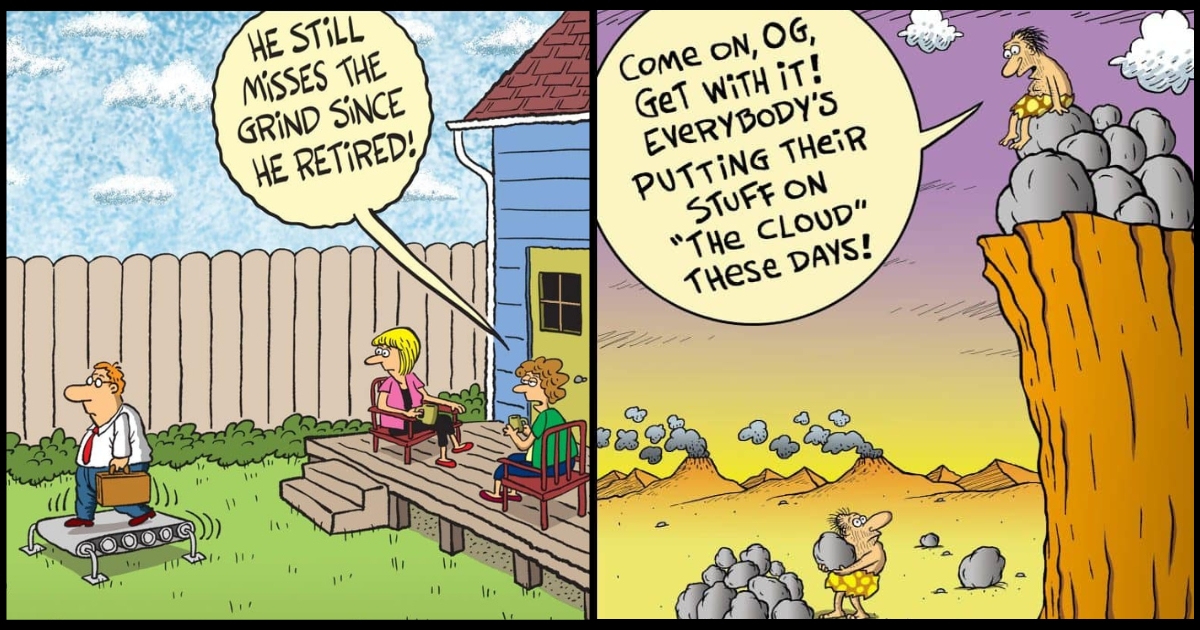 HE STILL
MISSES THE
GRIND SINCE
HE RETIRED!
COME ON, OG,
GET WITH IT!
EVERYBODY'S
PUTTING THEIR
STUFF ON
"THE CLOUD"
THESE DAYS!